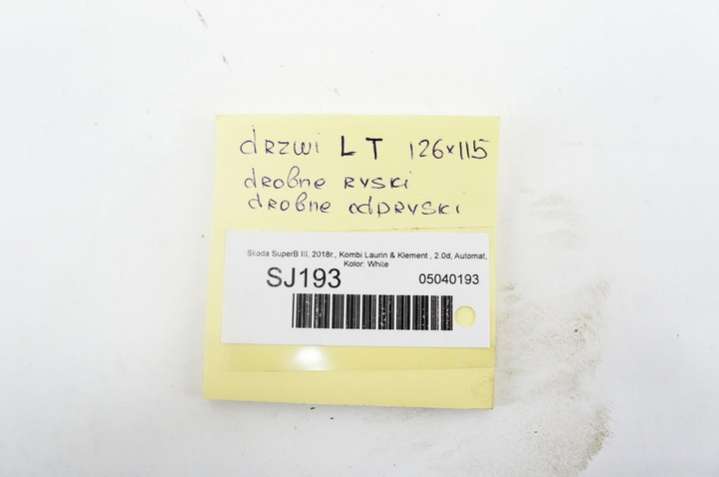 drzwi LT 126x115
drobne ryski
drobne odpryski
Skoda SuperB III, 2018r., Kombi Laurin & Klement , 2.0d, Automat,
Kolor: White
SJ193 05040193